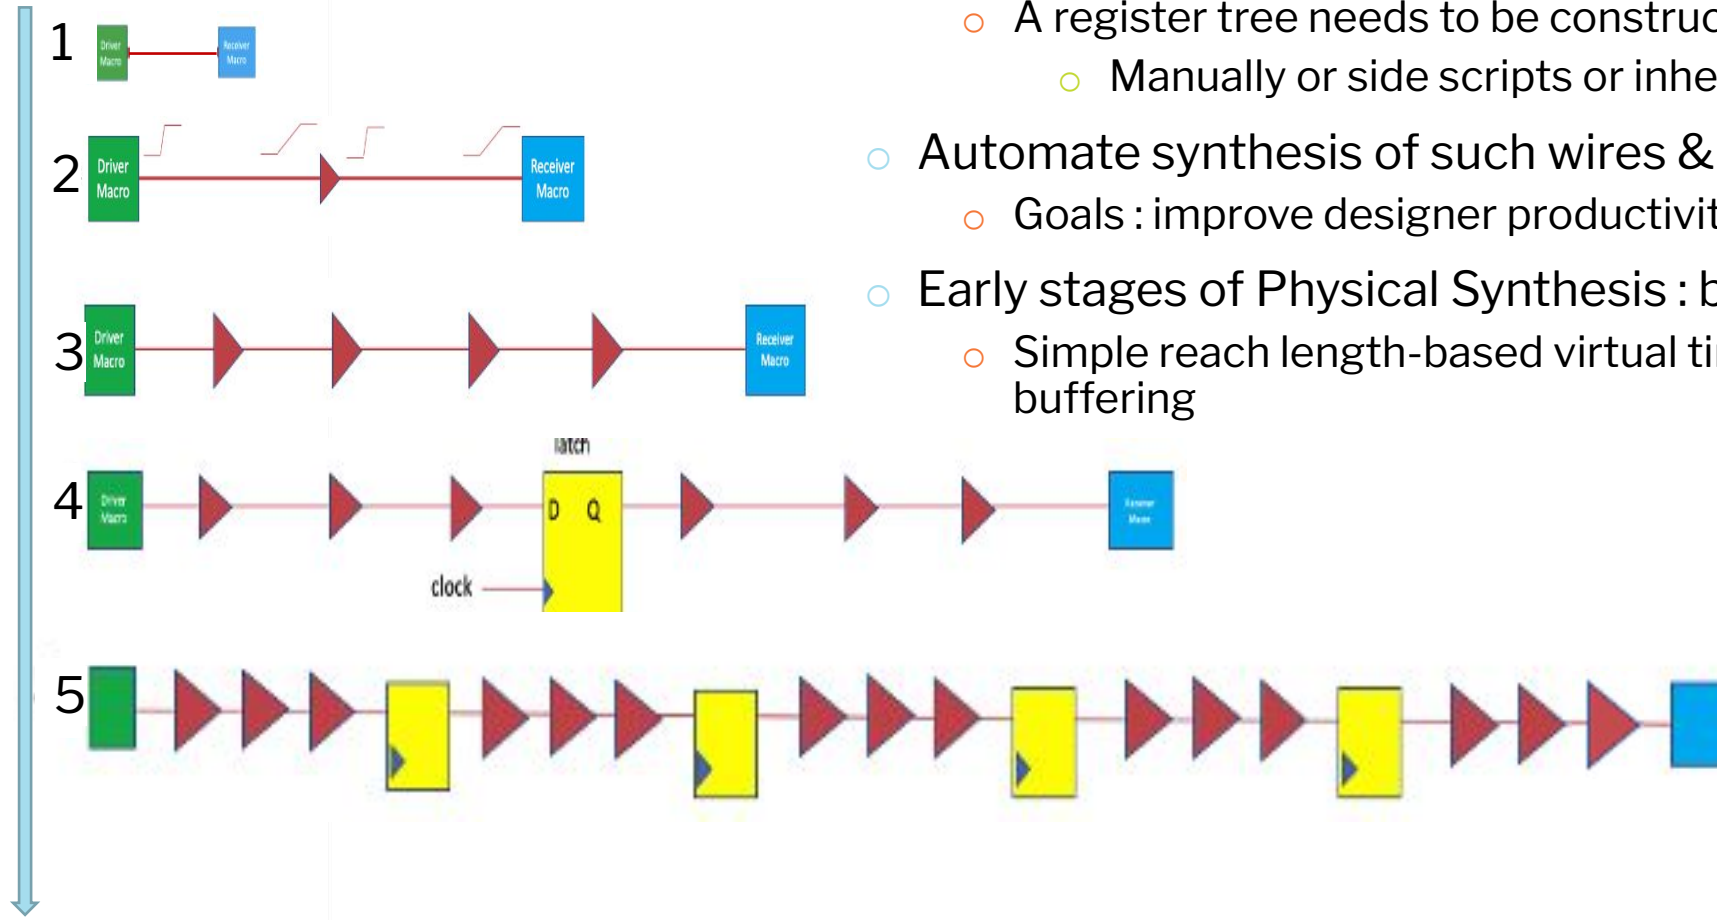 A register tree needs to be construc
Manually or side scripts or inhe
Automate synthesis of such wires &
Goals : improve designer productivit
Early stages of Physical Synthesis : b
Simple reach length-based virtual ti
buffering
1
Driver
Macro
Receiver
Macro
2
Driver
Macro
Receiver
Macro
3
Driver
Macro
Receiver
Macro
4
Driver
Macro
latch
D Q
clock
Receiver
Macro
5